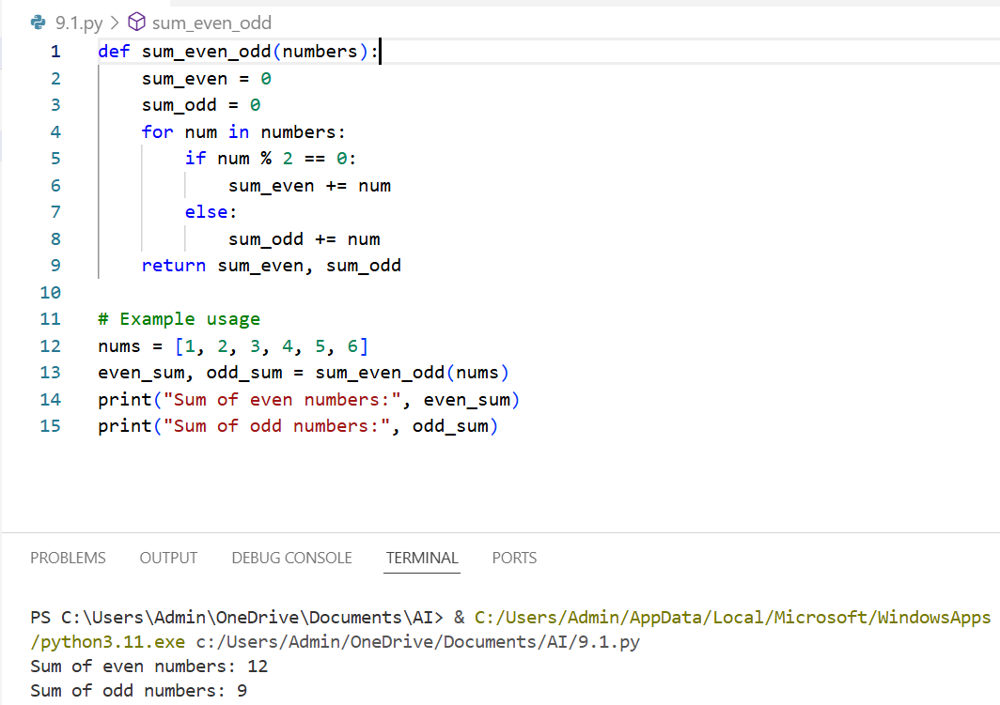 9.1.py > sum_even_odd
1 def sum_even_odd(numbers):
2     sum_even = 0
3     sum_odd = 0
4     for num in numbers:
5         if num % 2 == 0:
6             sum_even += num
7         else:
8             sum_odd += num
9     return sum_even, sum_odd
10
11 # Example usage
12 nums = [1, 2, 3, 4, 5, 6]
13 even_sum, odd_sum = sum_even_odd(nums)
14 print("Sum of even numbers:", even_sum)
15 print("Sum of odd numbers:", odd_sum)
PROBLEMS OUTPUT DEBUG CONSOLE TERMINAL PORTS
PS C:\Users\Admin\OneDrive\Documents\AI> & C:/Users/Admin/AppData/Local/Microsoft/WindowsApps
/python3.11.exe c:/Users/Admin/OneDrive/Documents/AI/9.1.py
Sum of even numbers: 12
Sum of odd numbers: 9